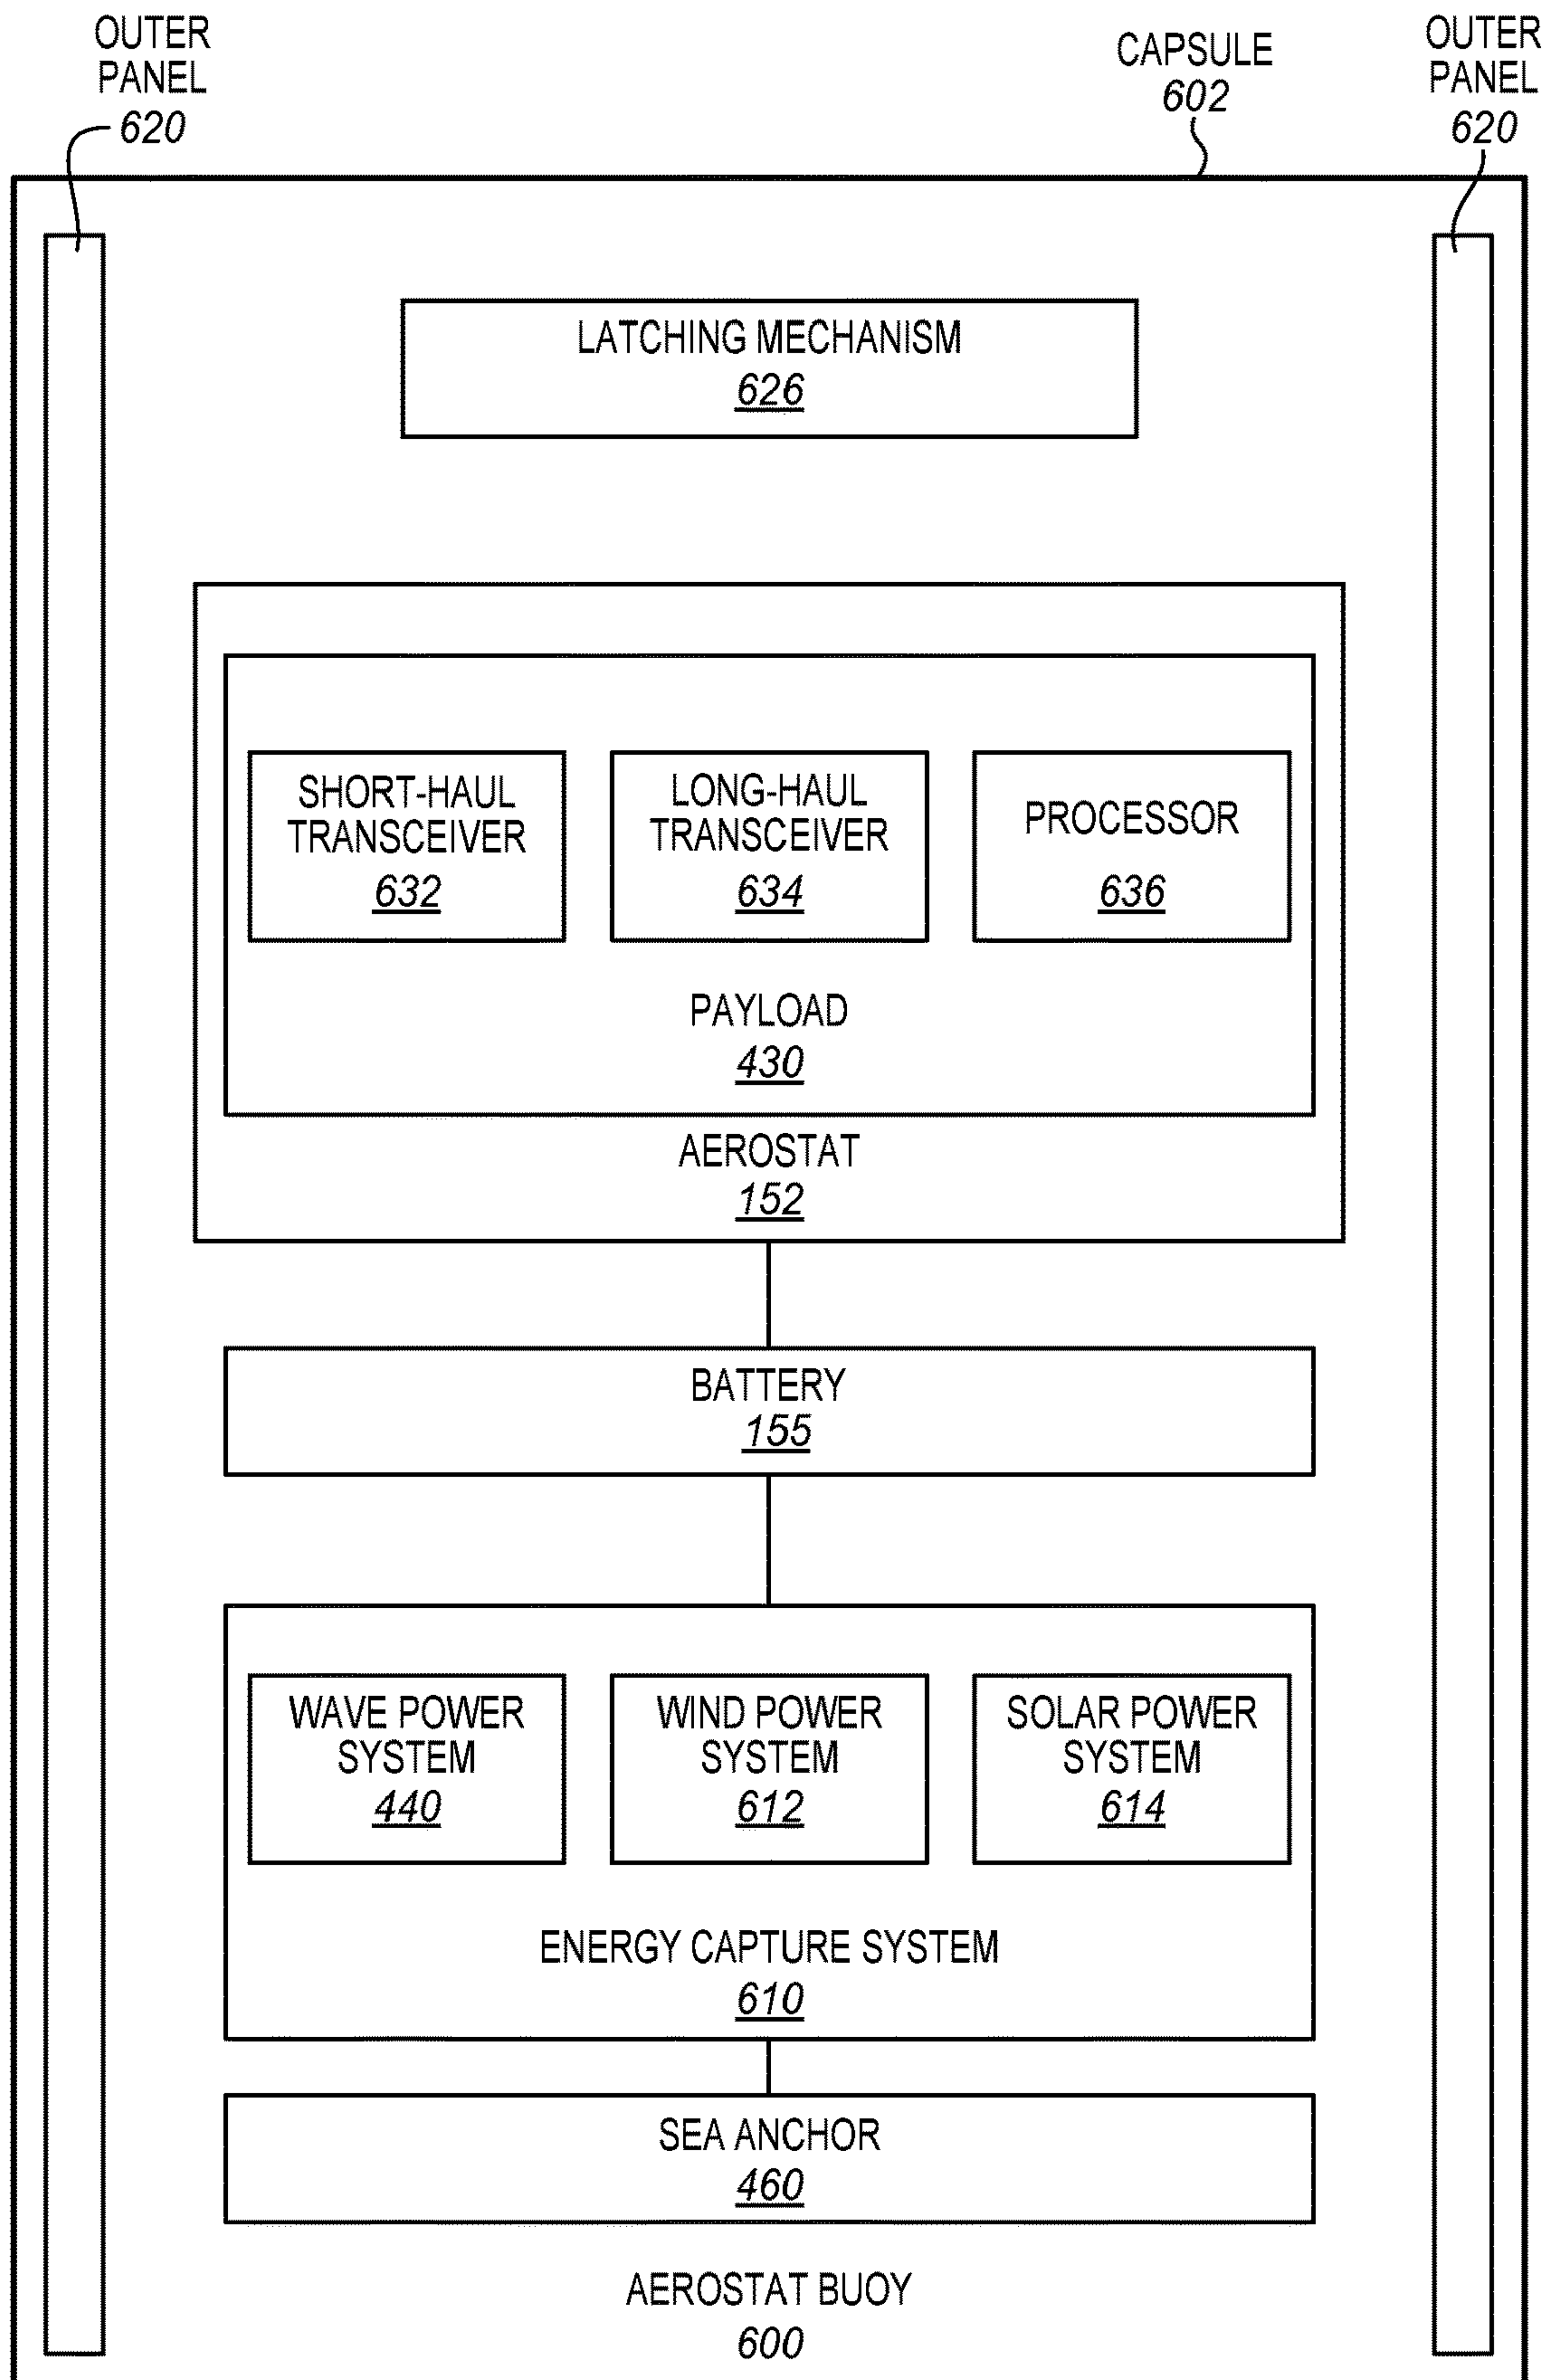 OUTER
PANEL
620
CAPSULE
602
OUTER
PANEL
620
LATCHING MECHANISM
626
SHORT-HAUL
TRANSCEIVER
632
LONG-HAUL
TRANSCEIVER
634
PROCESSOR
636
PAYLOAD
430
AEROSTAT
152
BATTERY
155
WAVE POWER
SYSTEM
440
WIND POWER
SYSTEM
612
SOLAR POWER
SYSTEM
614
ENERGY CAPTURE SYSTEM
610
SEA ANCHOR
460
AEROSTAT BUOY
600